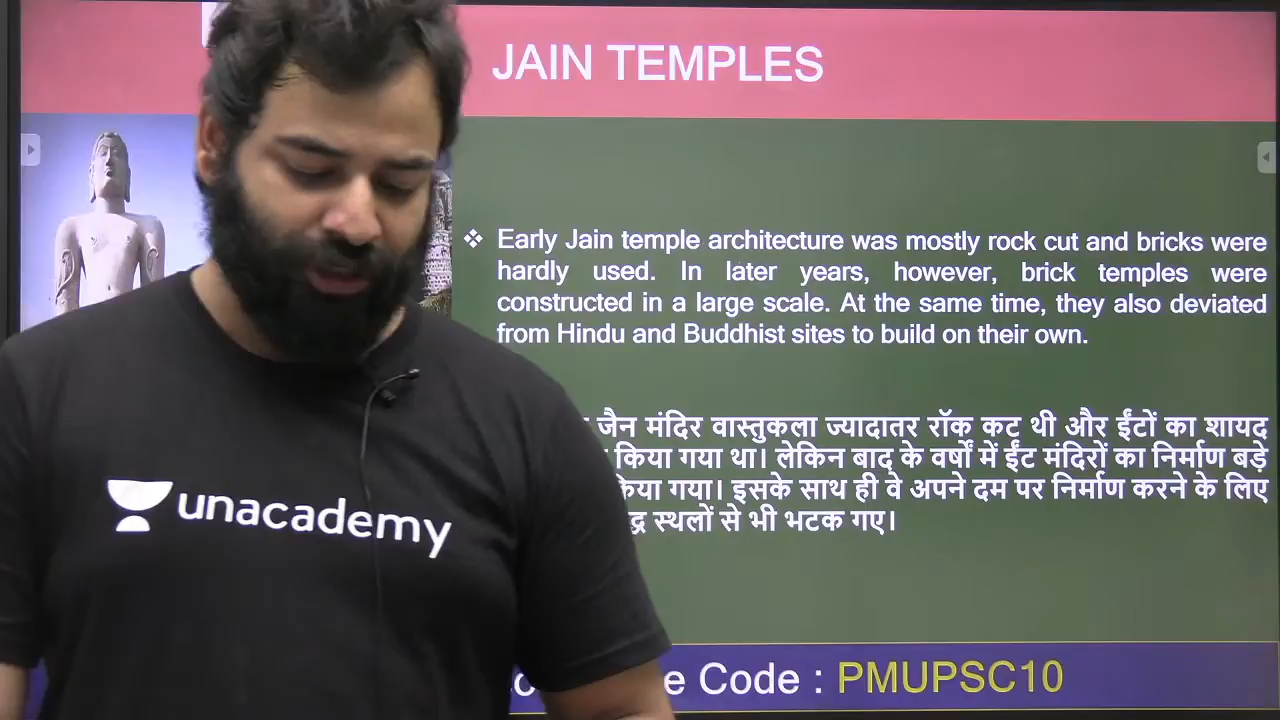 JAIN TEMPLES
❖ Early Jain temple architecture was mostly rock cut and bricks were
hardly used. In later years, however, brick temples were
constructed in a large scale. At the same time, they also deviated
from Hindu and Buddhist sites to build on their own.
जैन मंदिर वास्तुकला ज्यादातर रॉक कट थी और ईंटों का शायद
किया गया था। लेकिन बाद के वर्षों में ईंट मंदिरों का निर्माण बड़े
किया गया। इसके साथ ही वे अपने दम पर निर्माण करने के लिए
स्थलों से भी भटक गए।
unacademy
Code : PMUPSC10